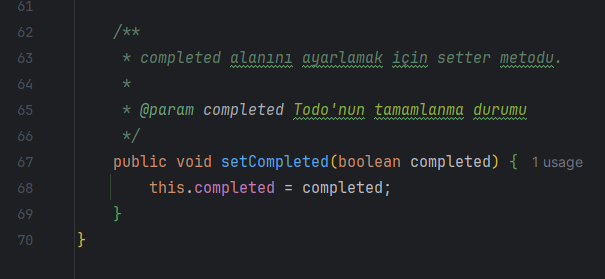 61
62 /**
63 * completed alanını ayarlamak için setter metodu.
64 *
65 * @param completed Todo'nun tamamlanma durumu
66 */
67 public void setCompleted(boolean completed) { 1 usage
68 this.completed = completed;
69 }
70 }